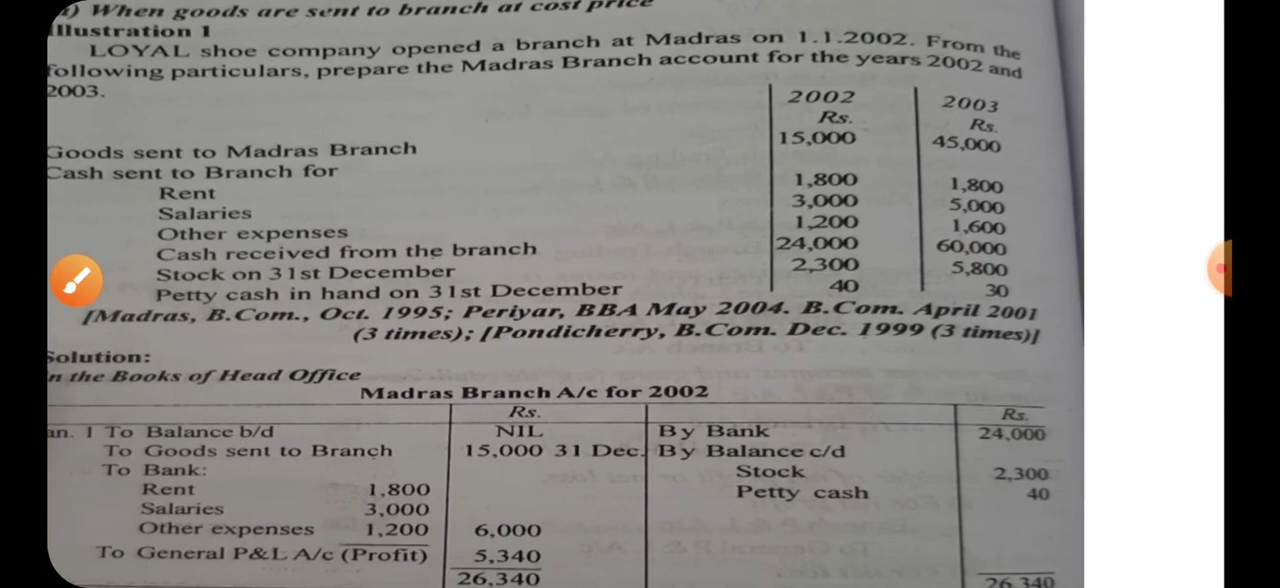 ) When goods are sent to branch at cost price
Illustration 1
LOYAL shoe company opened a branch at Madras on 1.1.2002. From the
following particulars, prepare the Madras Branch account for the years 2002 and
2003.
2002 2003
Rs. Rs.
Goods sent to Madras Branch 15,000 45,000
Cash sent to Branch for
Rent 1,800 1,800
Salaries 3,000 5,000
Other expenses 1,200 1,600
Cash received from the branch 24,000 60,000
Stock on 31st December 2,300 5,800
Petty cash in hand on 31st December 40 30
[Madras, B.Com., Oct. 1995; Periyar, BBA May 2004. B.Com. April 2001
(3 times); [Pondicherry, B.Com. Dec. 1999 (3 times)]
Solution:
n the Books of Head Office
Madras Branch A/c for 2002
Rs. Rs.
an. 1 To Balance b/d NIL By Bank 24,000
To Goods sent to Branch 15,000 31 Dec. By Balance c/d
To Bank: Stock 2,300
Rent 1,800 Petty cash 40
Salaries 3,000
Other expenses 1,200 6,000
To General P&L A/c (Profit) 5,340
26,340 26,340